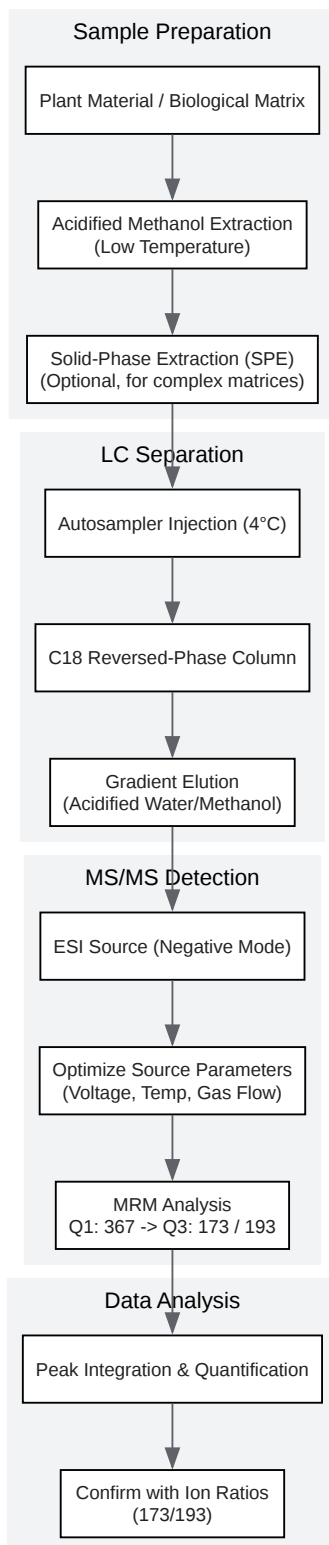 Sample Preparation
Plant Material / Biological Matrix
Acidified Methanol Extraction
(Low Temperature)
Solid-Phase Extraction (SPE)
(Optional, for complex matrices)
LC Separation
Autosampler Injection (4°C)
C18 Reversed-Phase Column
Gradient Elution
(Acidified Water/Methanol)
MS/MS Detection
ESI Source (Negative Mode)
Optimize Source Parameters
(Voltage, Temp, Gas Flow)
MRM Analysis
Q1: 367 -> Q3: 173 / 193
Data Analysis
Peak Integration & Quantification
Confirm with Ion Ratios
(173/193)